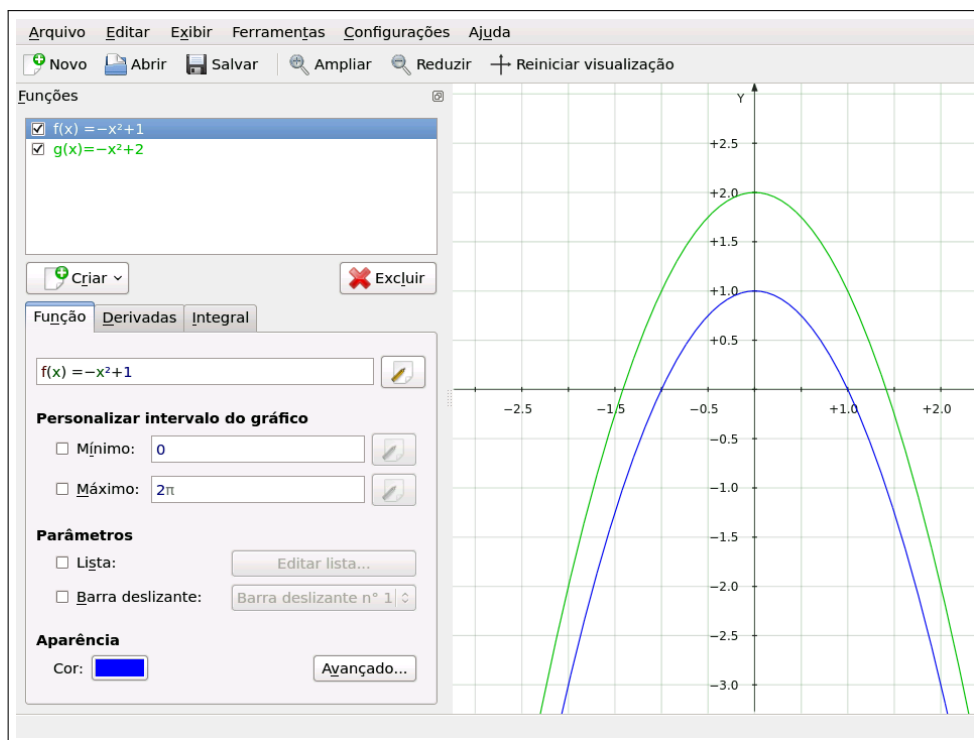 Arquivo Editar Exibir Ferramentas Configurações Ajuda
Novo Abrir Salvar Ampliar Reduzir Reiniciar visualização
Funções
f(x) =−x²+1
g(x)=−x²+2
Criar Excluir
Função Derivadas Integral
f(x) =−x²+1
Personalizar intervalo do gráfico
Mínimo: 0
Máximo: 2π
Parâmetros
Lista: Editar lista...
Barra deslizante: Barra deslizante n° 1
Aparência
Cor: Avançado...
Y
+2.5
+2.0
+1.5
+1.0
+0.5
−2.5 −1.5 −0.5 +1.0 +2.0
−0.5
−1.0
−1.5
−2.0
−2.5
−3.0